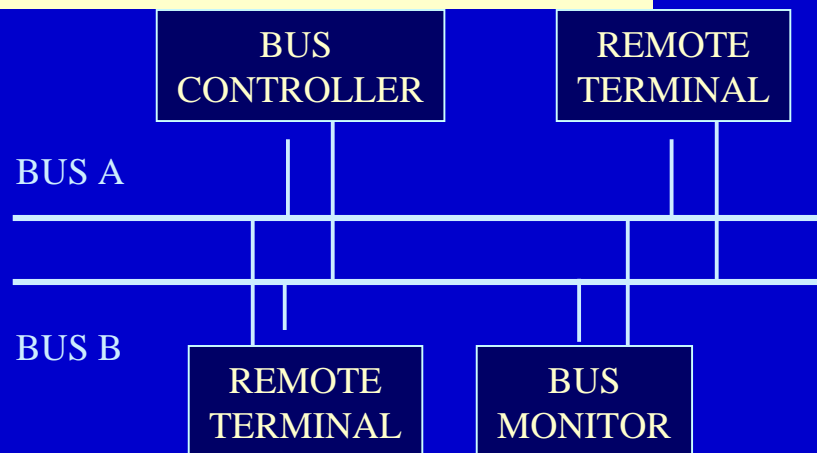 BUS
CONTROLLER
REMOTE
TERMINAL
BUS A
BUS B
REMOTE
TERMINAL
BUS
MONITOR